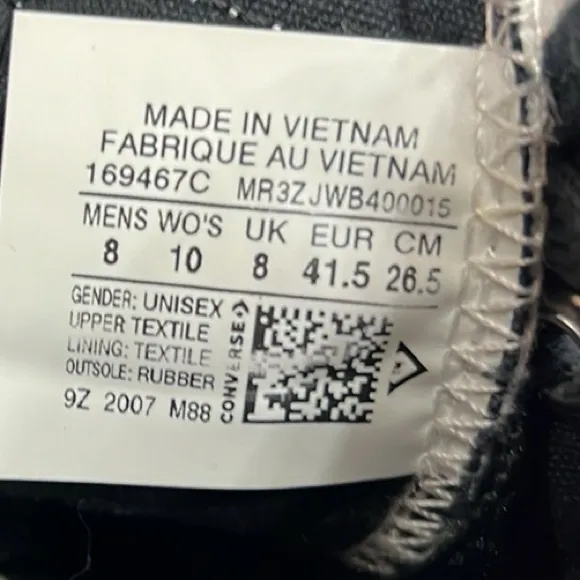 MADE IN VIETNAM
FABRIQUE AU VIETNAM
169467C MR3ZJWB400015
MENS WO'S UK EUR CM
8 10 8 41.5 26.5
GENDER: UNISEX
UPPER TEXTILE
LINING: TEXTILE
OUTSOLE: RUBBER
9Z 2007 M88
CONVERSE